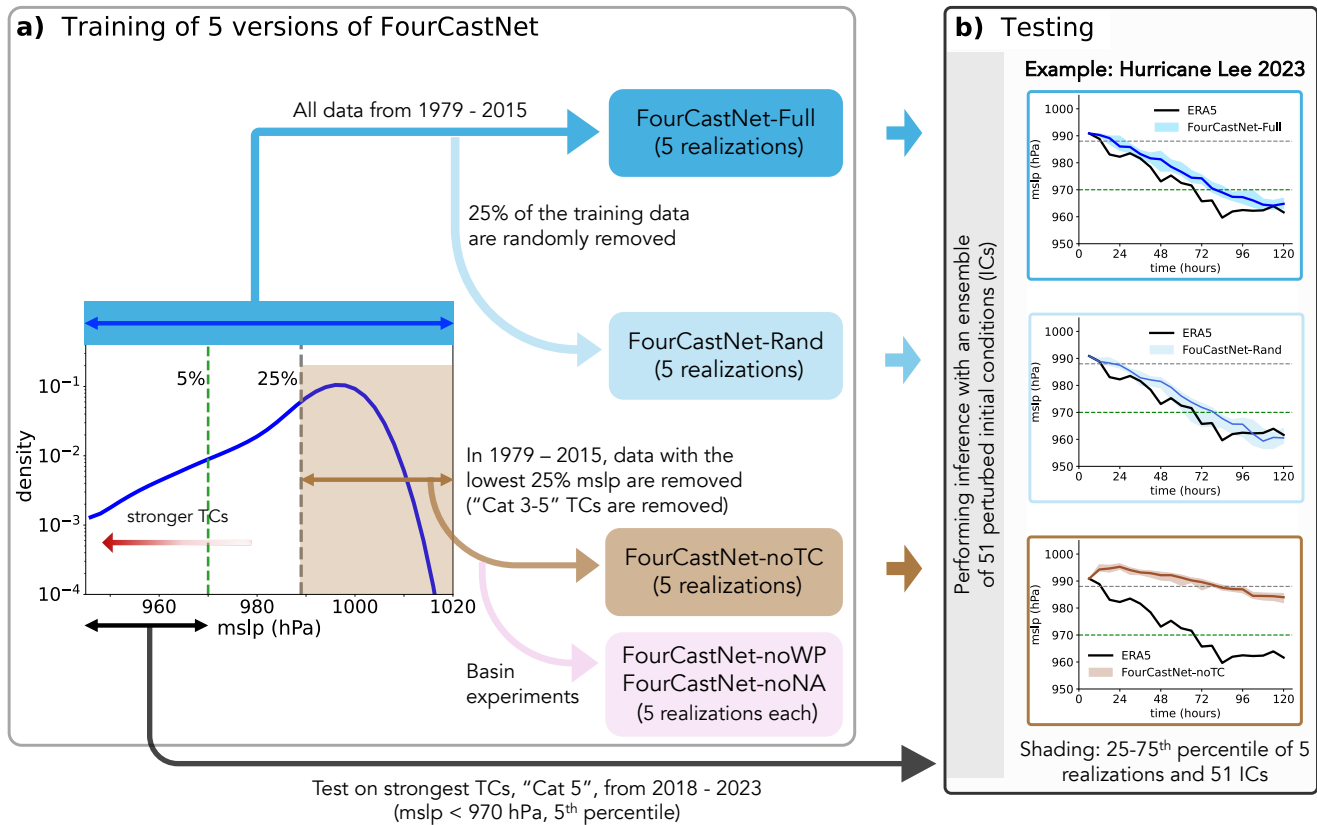 a) Training of 5 versions of FourCastNet
All data from 1979 - 2015
FourCastNet-Full
(5 realizations)
25% of the training data
are randomly removed
FourCastNet-Rand
(5 realizations)
5%
25%
10⁻¹
10⁻²
10⁻³
10⁻⁴
density
stronger TCs
960
980
1000
1020
mslp (hPa)
In 1979 – 2015, data with the
lowest 25% mslp are removed
("Cat 3-5" TCs are removed)
FourCastNet-noTC
(5 realizations)
Basin
experiments
FourCastNet-noWP
FourCastNet-noNA
(5 realizations each)
Test on strongest TCs, "Cat 5", from 2018 - 2023
(mslp < 970 hPa, 5th percentile)
b) Testing
Performing inference with an ensemble
of 51 perturbed initial conditions (ICs)
Example: Hurricane Lee 2023
ERA5
FourCastNet-Full
1000
990
980
970
960
950
mslp (hPa)
0 24 48 72 96 120
time (hours)
ERA5
FouCastNet-Rand
1000
990
980
970
960
950
mslp (hPa)
0 24 48 72 96 120
time (hours)
1000
990
980
970
960
950
mslp (hPa)
ERA5
FourCastNet-noTC
0 24 48 72 96 120
time (hours)
Shading: 25-75th percentile of 5
realizations and 51 ICs